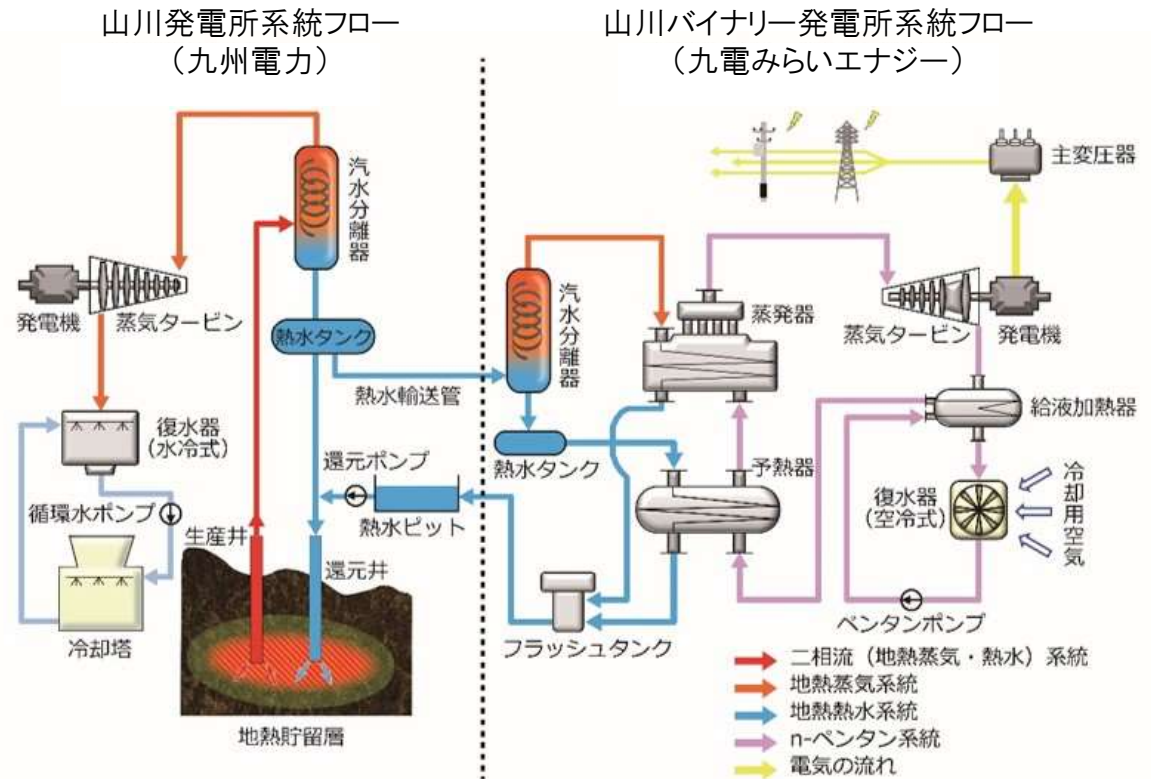 山川発電所系統フロー
（九州電力）
山川バイナリー発電所系統フロー
（九電みらいエナジー）
汽水分離器
発電機
蒸気タービン
熱水タンク
熱水輸送管
復水器
(水冷式)
還元ポンプ
熱水ピット
循環水ポンプ
生産井
還元井
冷却塔
地熱貯留層
主変圧器
汽水分離器
蒸発器
蒸気タービン
発電機
給液加熱器
熱水タンク
予熱器
復水器
(空冷式)
冷却用空気
ペンタンポンプ
フラッシュタンク
二相流（地熱蒸気・熱水）系統
地熱蒸気系統
地熱熱水系統
n-ペンタン系統
電気の流れ